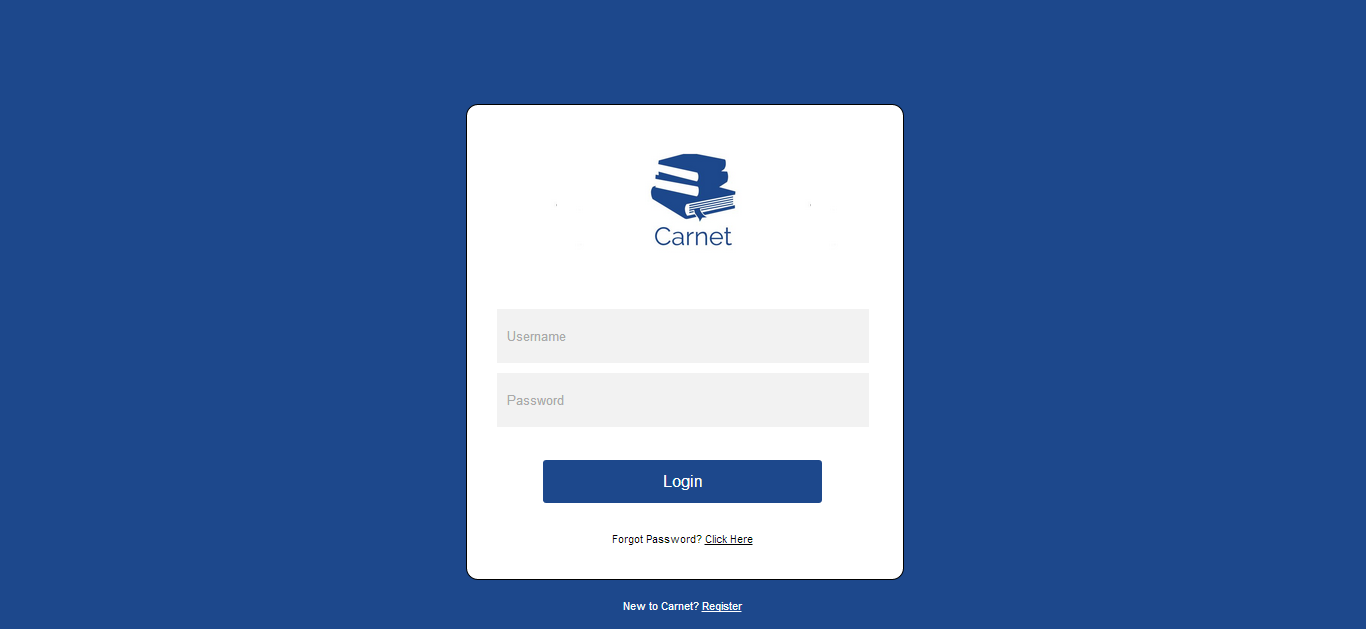 Carnet
Username
Password
Login
Forgot Password? Click Here
New to Carnet? Register